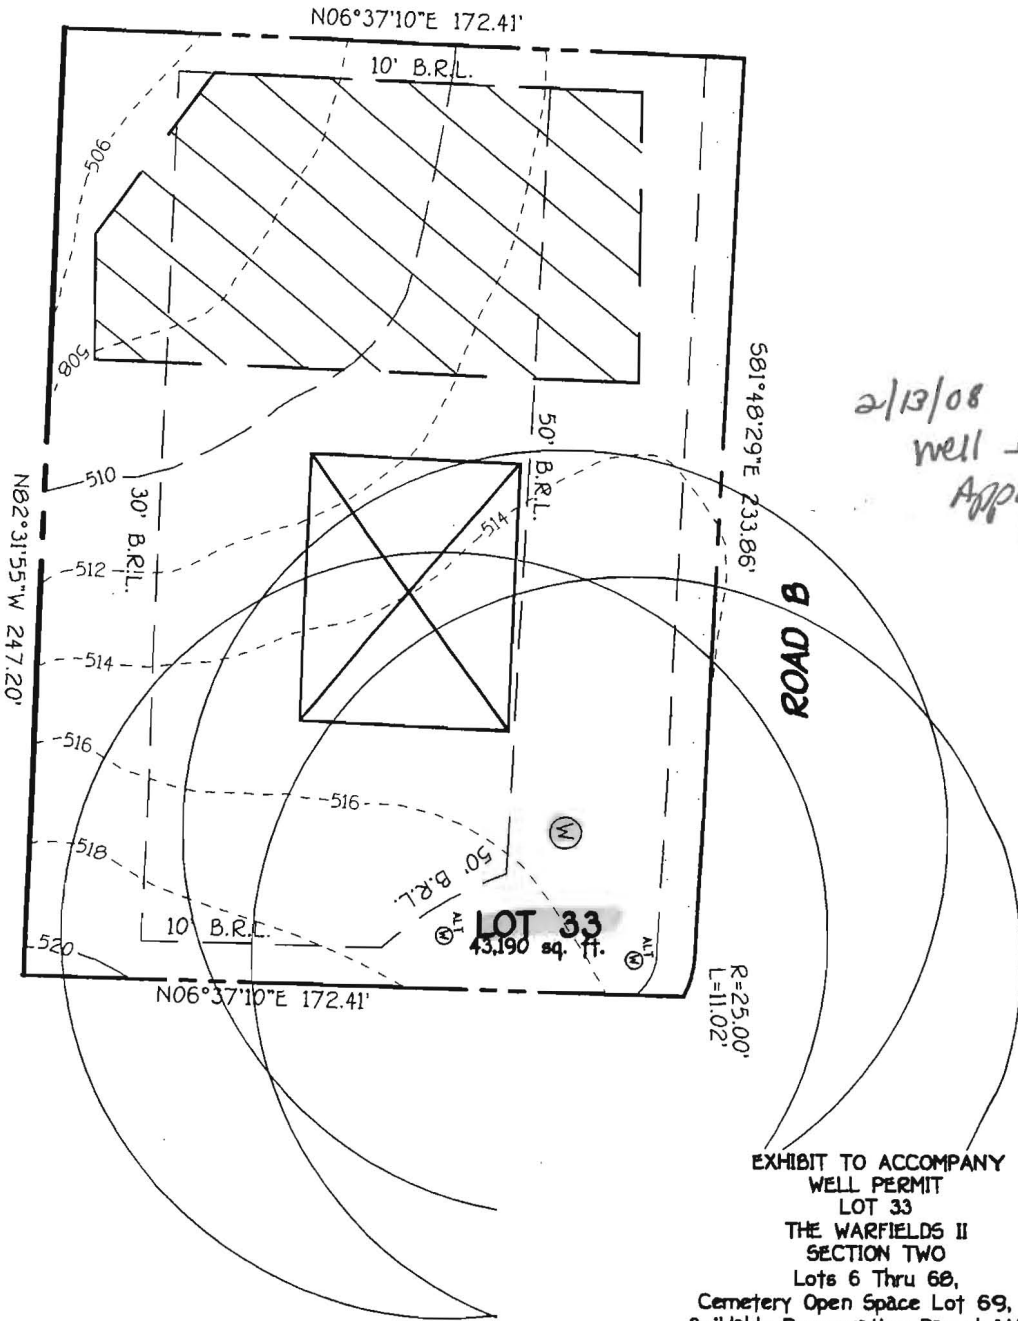 N06°37'10"E 172.41'
10' B.R.L.
506
508
510
512
514
514
516
516
518
520
30' B.R.L.
50' B.R.L.
50' B.R.L.
10' B.R.L.
N82°31'55"W 247.20'
S81°48'29"E 233.86'
2/13/08
well
ROAD B
W
ALT
W
ALT
W
LOT 33
43,190 sq. ft.
N06°37'10"E 172.41'
R=25.00'
L=11.02'
EXHIBIT TO ACCOMPANY
WELL PERMIT
LOT 33
THE WARFIELDS II
SECTION TWO
Lots 6 Thru 68,
Cemetery Open Space Lot 69,